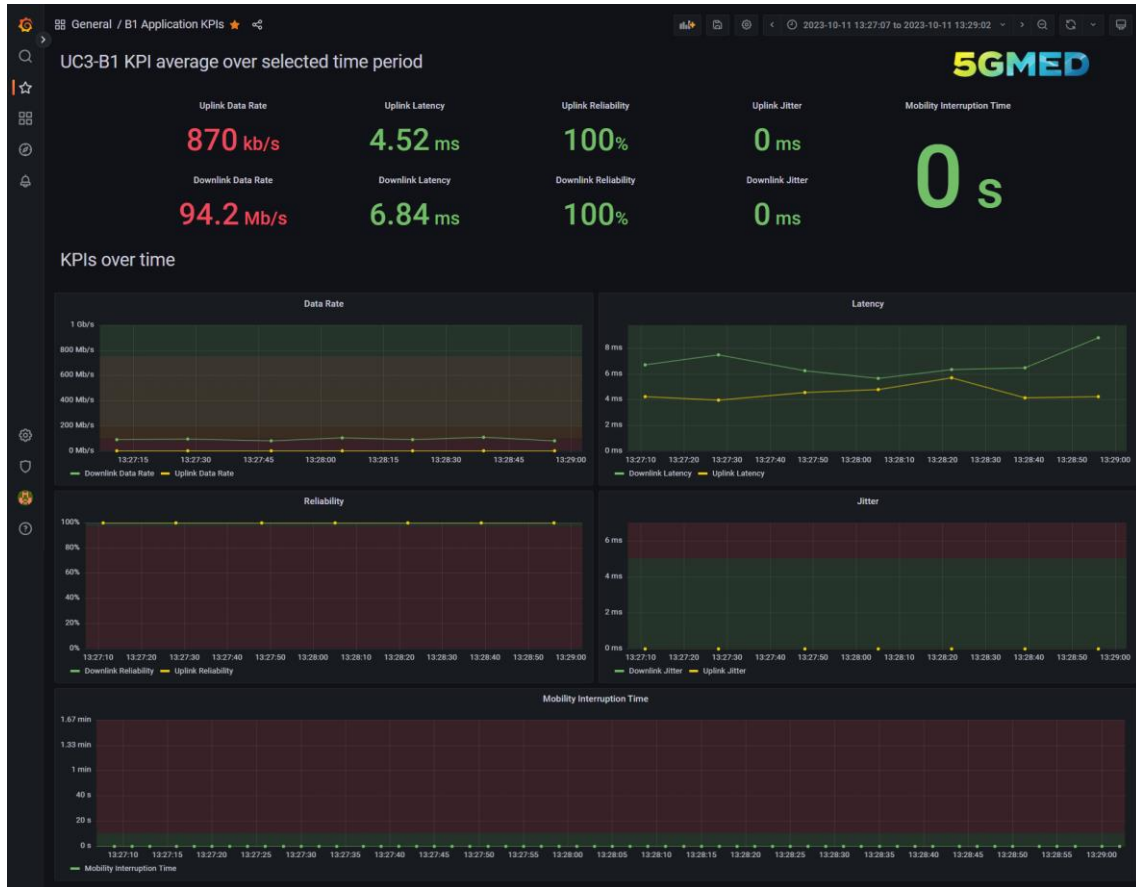 General / B1 Application KPIs
2023-10-11 13:27:07 to 2023-10-11 13:29:02
UC3-B1 KPI average over selected time period
5GMED
Uplink Data Rate Uplink Latency Uplink Reliability Uplink Jitter Mobility Interruption Time
870 kb/s 4.52 ms 100% 0 ms
0 s
Downlink Data Rate Downlink Latency Downlink Reliability Downlink Jitter
94.2 Mb/s 6.84 ms 100% 0 ms
KPIs over time
Data Rate
1 Gb/s
800 Mb/s
600 Mb/s
400 Mb/s
200 Mb/s
0 Mb/s
13:27:15 13:27:30 13:27:45 13:28:00 13:28:15 13:28:30 13:28:45 13:29:00
Downlink Data Rate Uplink Data Rate
Latency
8 ms
6 ms
4 ms
2 ms
0 ms
13:27:10 13:27:20 13:27:30 13:27:40 13:27:50 13:28:00 13:28:10 13:28:20 13:28:30 13:28:40 13:28:50 13:29:00
Downlink Latency Uplink Latency
Reliability
100%
80%
60%
40%
20%
0%
13:27:10 13:27:20 13:27:30 13:27:40 13:27:50 13:28:00 13:28:10 13:28:20 13:28:30 13:28:40 13:28:50 13:29:00
Downlink Reliability Uplink Reliability
Jitter
6 ms
4 ms
2 ms
0 ms
13:27:10 13:27:20 13:27:30 13:27:40 13:27:50 13:28:00 13:28:10 13:28:20 13:28:30 13:28:40 13:28:50 13:29:00
Downlink Jitter Uplink Jitter
Mobility Interruption Time
1.67 min
1.33 min
1 min
40 s
20 s
0 s
13:27:10 13:27:15 13:27:20 13:27:25 13:27:30 13:27:35 13:27:40 13:27:45 13:27:50 13:27:55 13:28:00 13:28:05 13:28:10 13:28:15 13:28:20 13:28:25 13:28:30 13:28:35 13:28:40 13:28:45 13:28:50 13:28:55 13:29:00
Mobility Interruption Time